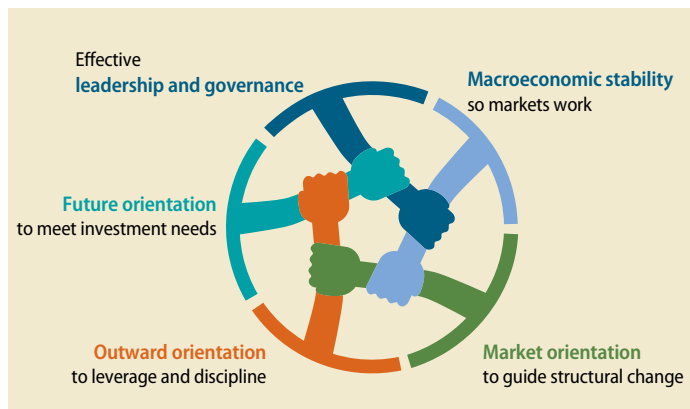 Effective
leadership and governance
Macroeconomic stability
so markets work
Future orientation
to meet investment needs
Outward orientation
to leverage and discipline
Market orientation
to guide structural change